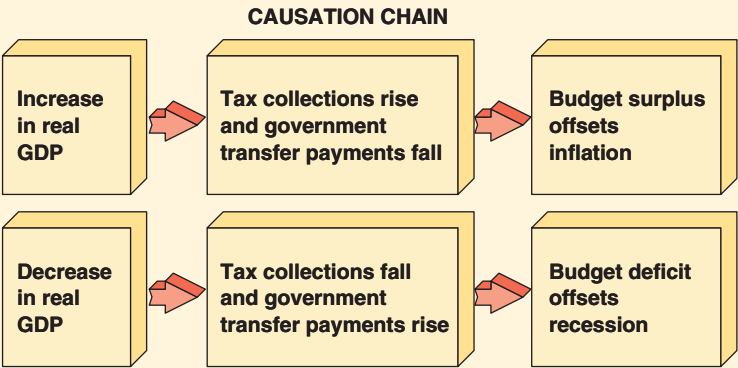 CAUSATION CHAIN
Increase
in real
GDP
Tax collections rise
and government
transfer payments fall
Budget surplus
offsets
inflation
Decrease
in real
GDP
Tax collections fall
and government
transfer payments rise
Budget deficit
offsets
recession